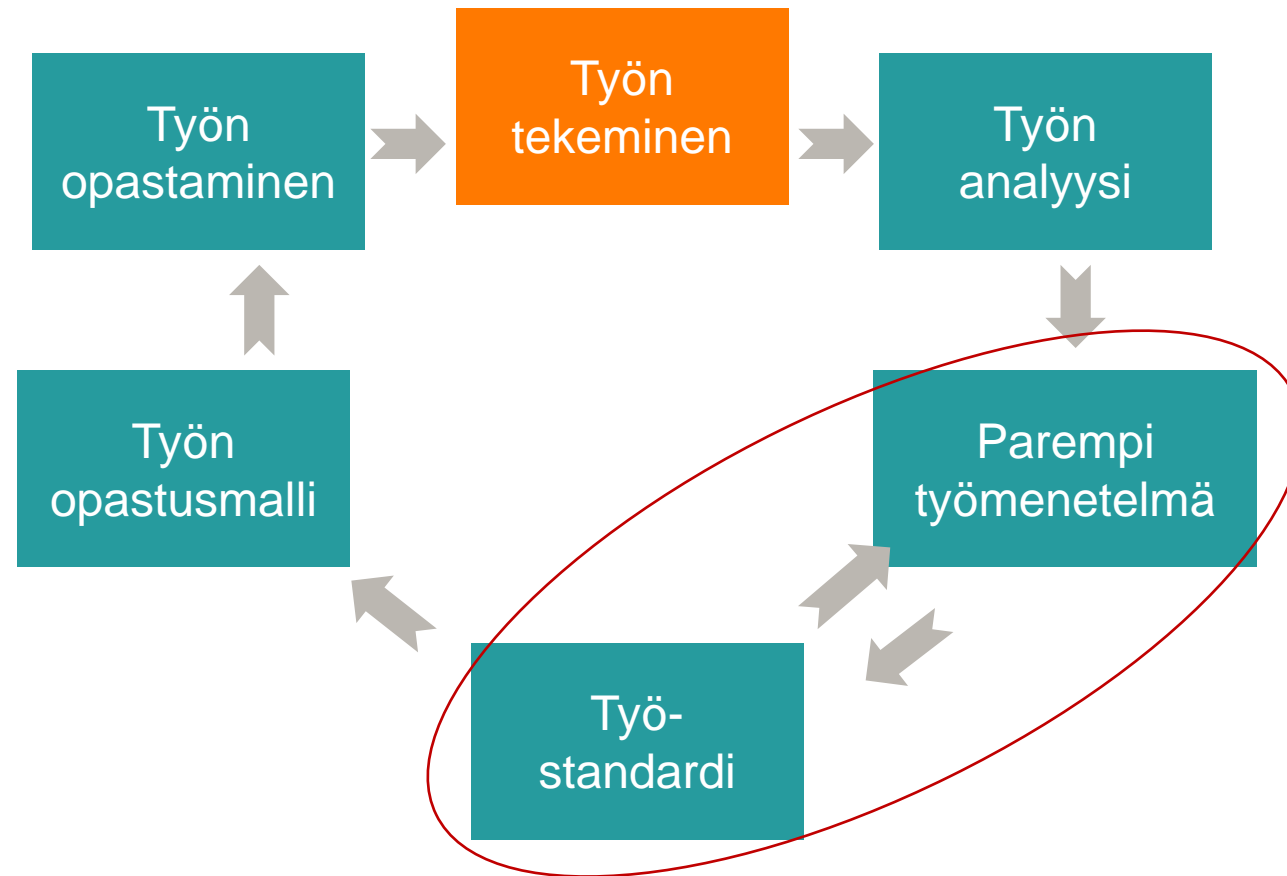 Työn
opastaminen
Työn
tekeminen
Työn
analyysi
Työn
opastusmalli
Parempi
työmenetelmä
Työ-
standardi